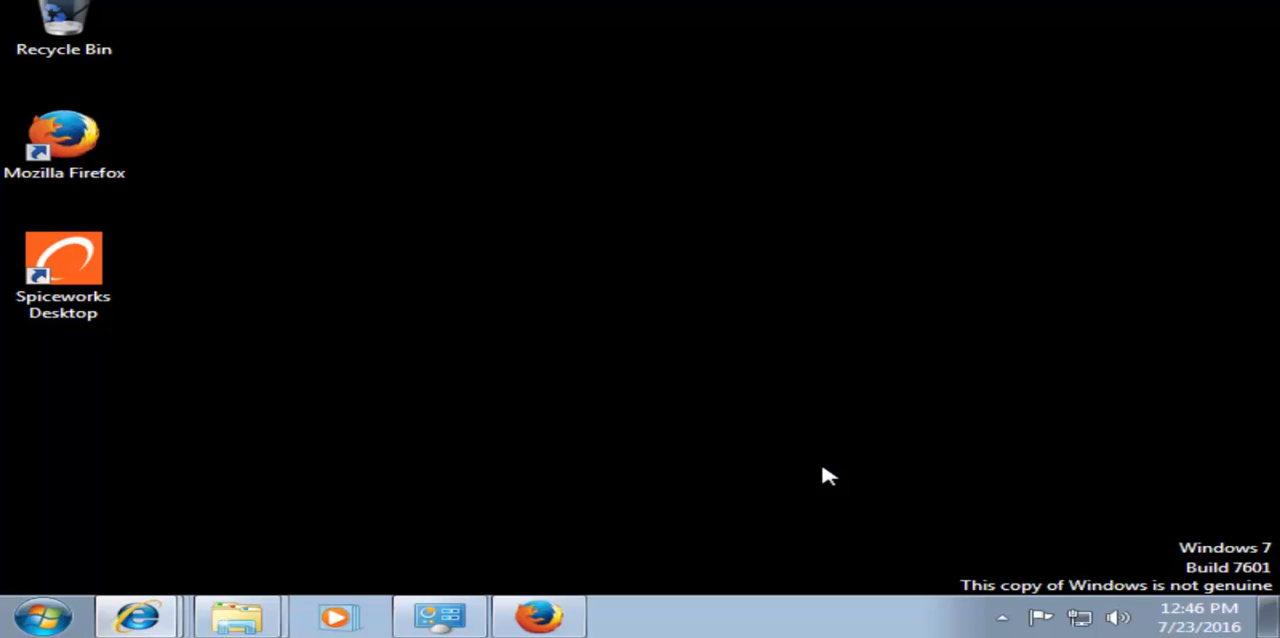 Recycle Bin
Mozilla Firefox
Spiceworks
Desktop
Windows 7
Build 7601
This copy of Windows is not genuine
12:46 PM
7/23/2016